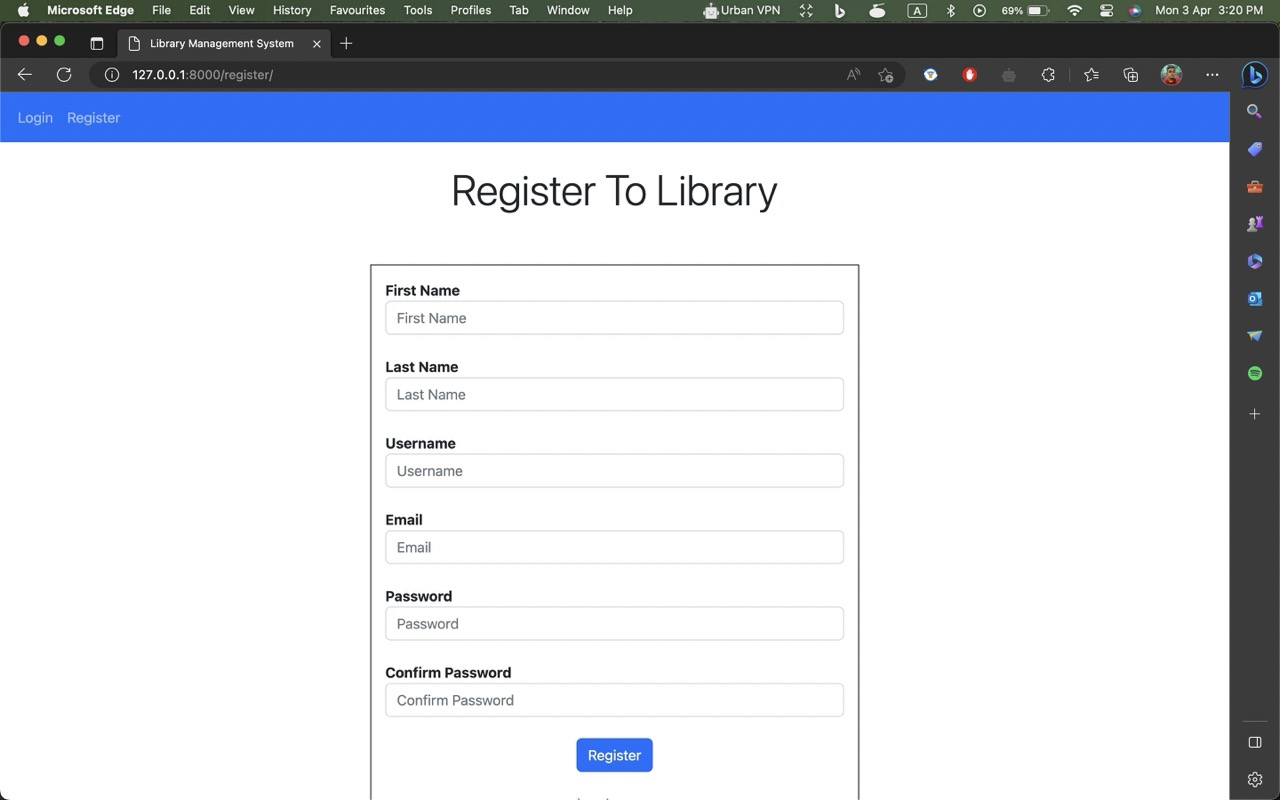 Microsoft Edge File Edit View History Favourites Tools Profiles Tab Window Help Urban VPN A 69% Mon 3 Apr 3:20 PM
Library Management System
127.0.0.1:8000/register/
Login Register
Register To Library
First Name
First Name
Last Name
Last Name
Username
Username
Email
Email
Password
Password
Confirm Password
Confirm Password
Register